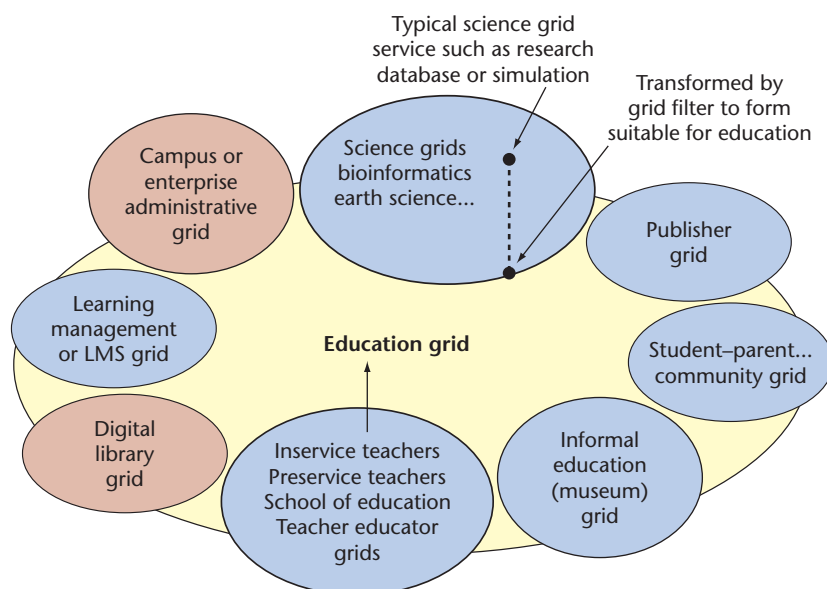 Typical science grid
service such as research
database or simulation
Transformed by
grid filter to form
suitable for education
Campus or
enterprise
administrative
grid
Science grids
bioinformatics
earth science...
Publisher
grid
Learning
management
or LMS grid
Education grid
Student–parent...
community grid
Digital
library
grid
Inservice teachers
Preservice teachers
School of education
Teacher educator
grids
Informal
education
(museum)
grid